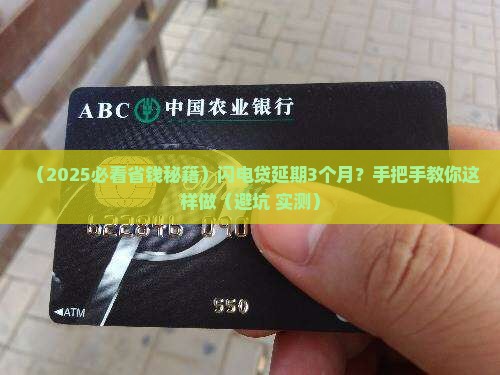 ABC 中国农业银行
（2025必看省钱秘籍）闪电贷延期3个月？手把手教你这
样做（避坑 实测）
622846 090
550
◄ATM